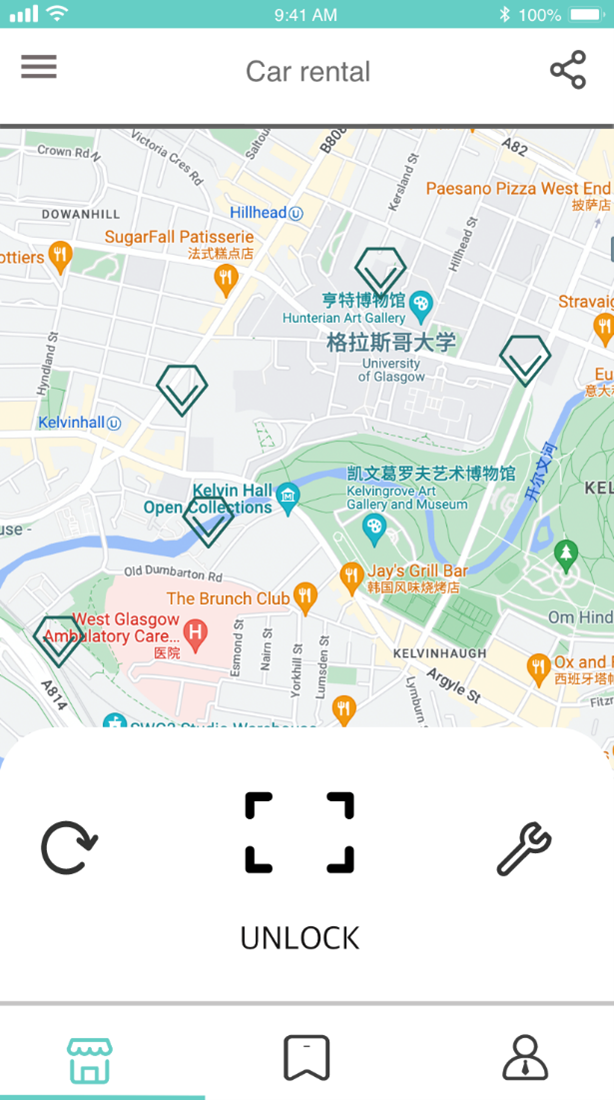 9:41 AM
100%
Car rental
Crown Rd N
Victoria Cres Rd
Saltou
B808
A82
Kersland St
Paesano Pizza West End
披萨店
DOWANHILL
Hillhead
Hillhead St
SugarFall Patisserie
法式糕点店
ottiers
亨特博物馆
Hunterian Art Gallery
Stravaig
格拉斯哥大学
University
of Glasgow
Hyndland St
Eu
意大利
Kelvinhall
开尔文河
凯文葛罗夫艺术博物馆
Kelvingrove Art
Gallery and Museum
KEL
Kelvin Hall
Open Collections
use
Old Dumbarton Rd
Jay's Grill Bar
韩国风味烧烤店
The Brunch Club
West Glasgow
Ambulatory Care...
医院
Om Hind
Esmond St
Nairn St
Yorkhill St
Lumsden St
KELVINHAUGH
Ox and
西班牙塔帕
Argyle St
Lymburn
Fitzr
A814
SWG3 Studio Warehouse
UNLOCK